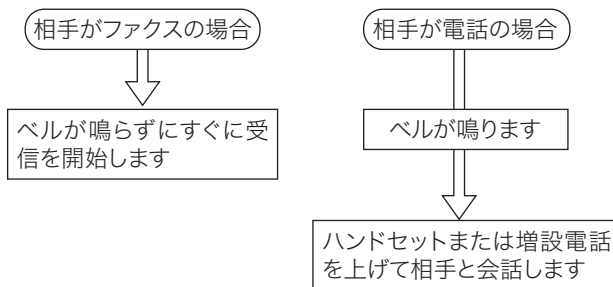 相手がファクスの場合
ベルが鳴らずにすぐに受
信を開始します
相手が電話の場合
ベルが鳴ります
ハンドセットまたは増設電話
を上げて相手と会話します